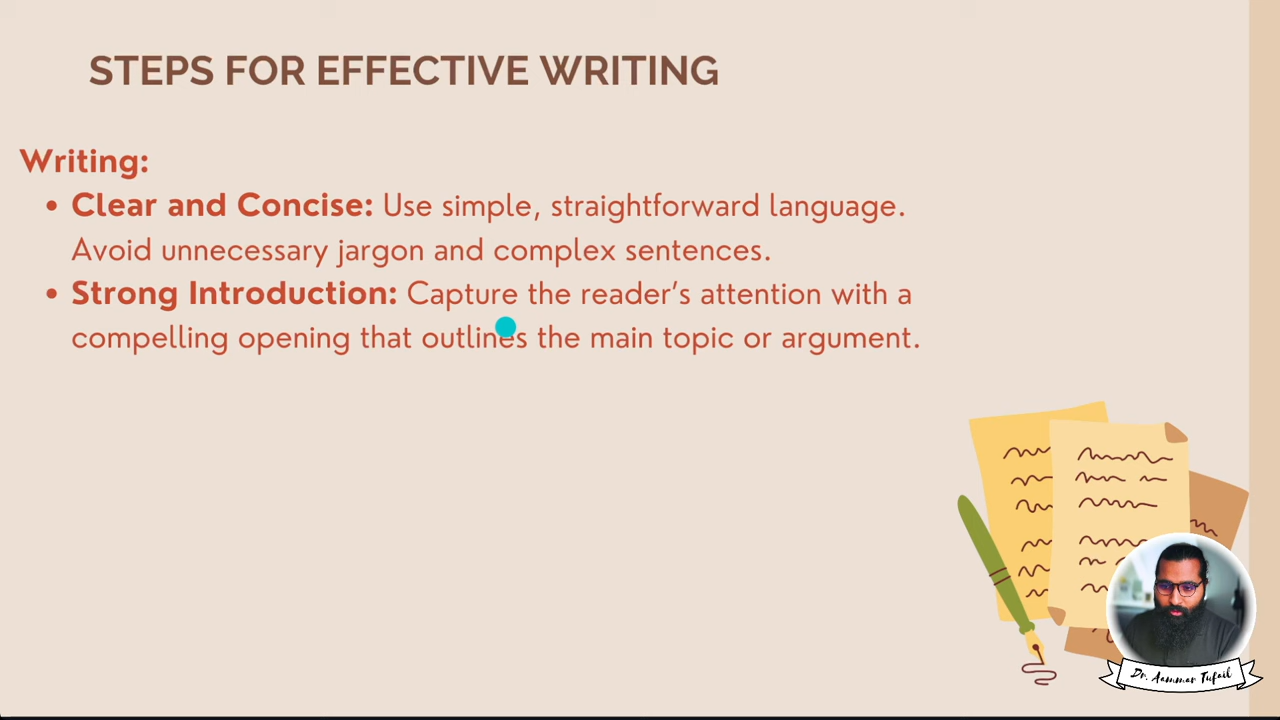 STEPS FOR EFFECTIVE WRITING
Writing:
• Clear and Concise: Use simple, straightforward language.
Avoid unnecessary jargon and complex sentences.
• Strong Introduction: Capture the reader's attention with a
compelling opening that outlines the main topic or argument.
Dr. Aammar Tufail